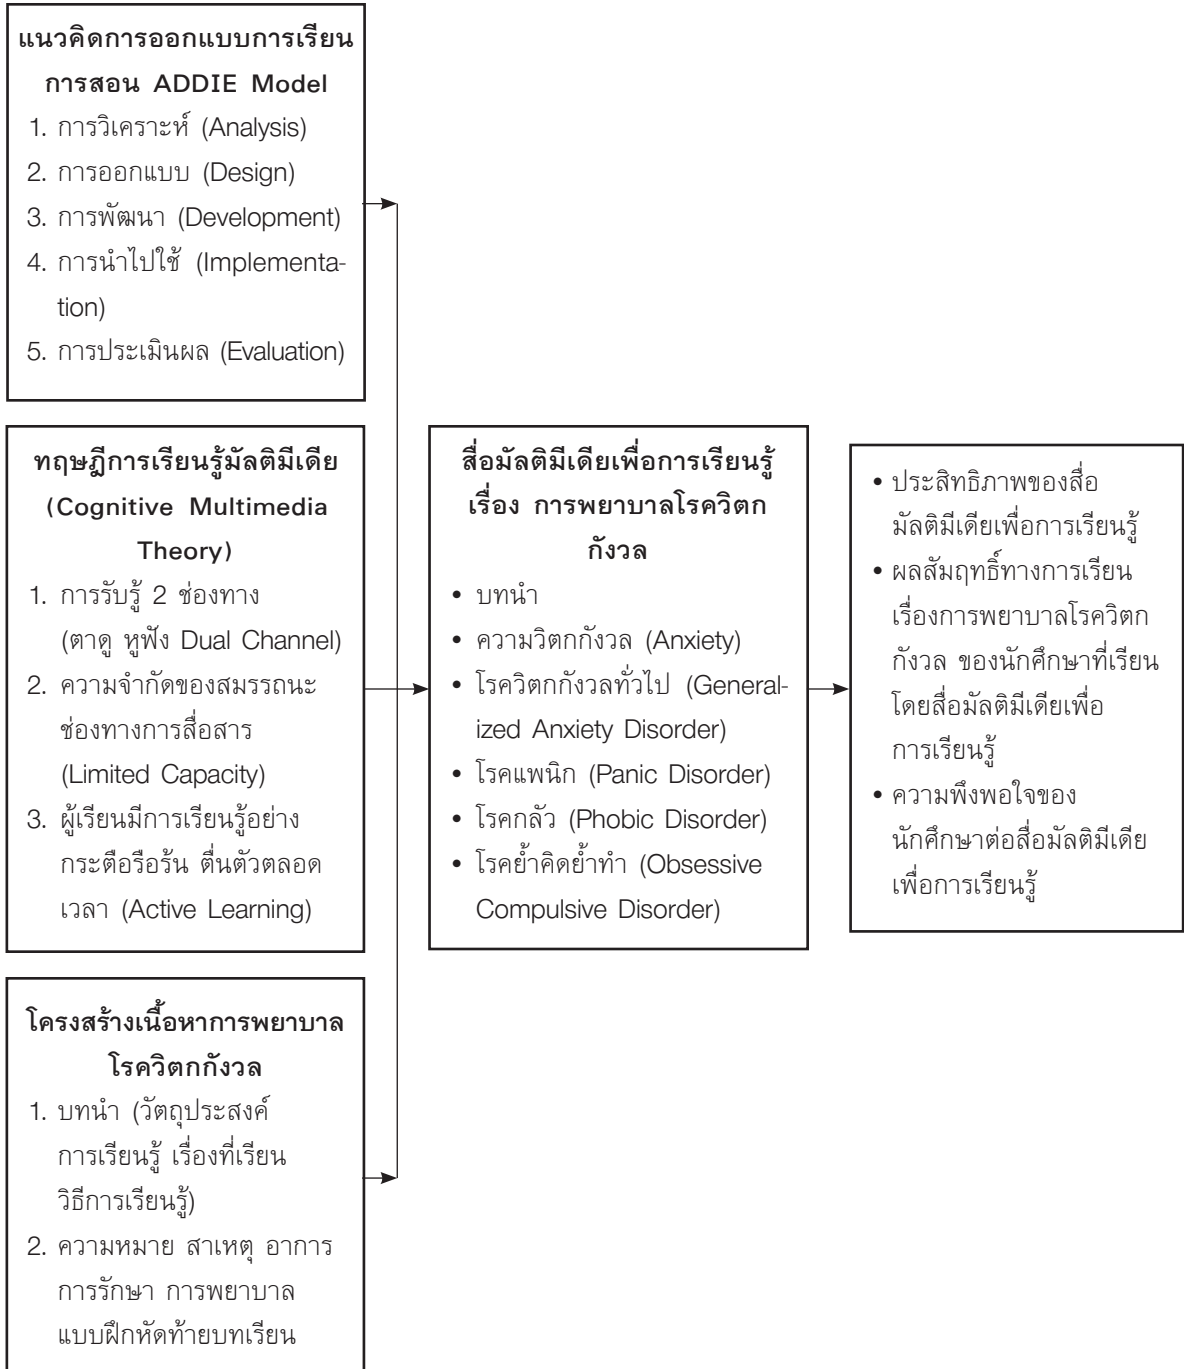 แนวคิดการออกแบบการเรียน
การสอน ADDIE Model
1. การวิเคราะห์ (Analysis)
2. การออกแบบ (Design)
3. การพัฒนา (Development)
4. การนำไปใช้ (Implementa-
tion)
5. การประเมินผล (Evaluation)
ทฤษฎีการเรียนรู้มัลติมีเดีย
(Cognitive Multimedia
Theory)
1. การรับรู้ 2 ช่องทาง
(ตาดู หูฟัง Dual Channel)
2. ความจำกัดของสมรรถนะ
ช่องทางการสื่อสาร
(Limited Capacity)
3. ผู้เรียนมีการเรียนรู้อย่าง
กระตือรือร้น ตื่นตัวตลอด
เวลา (Active Learning)
โครงสร้างเนื้อหาการพยาบาล
โรควิตกกังวล
1. บทนำ (วัตถุประสงค์
การเรียนรู้ เรื่องที่เรียน
วิธีการเรียนรู้)
2. ความหมาย สาเหตุ อาการ
การรักษา การพยาบาล
แบบฝึกหัดท้ายบทเรียน
สื่อมัลติมีเดียเพื่อการเรียนรู้
เรื่อง การพยาบาลโรควิตก
กังวล
• บทนำ
• ความวิตกกังวล (Anxiety)
• โรควิตกกังวลทั่วไป (General-
ized Anxiety Disorder)
• โรคแพนิก (Panic Disorder)
• โรคกลัว (Phobic Disorder)
• โรคย้ำคิดย้ำทำ (Obsessive
Compulsive Disorder)
• ประสิทธิภาพของสื่อ
มัลติมีเดียเพื่อการเรียนรู้
• ผลสัมฤทธิ์ทางการเรียน
เรื่องการพยาบาลโรควิตก
กังวล ของนักศึกษาที่เรียน
โดยสื่อมัลติมีเดียเพื่อ
การเรียนรู้
• ความพึงพอใจของ
นักศึกษาต่อสื่อมัลติมีเดีย
เพื่อการเรียนรู้